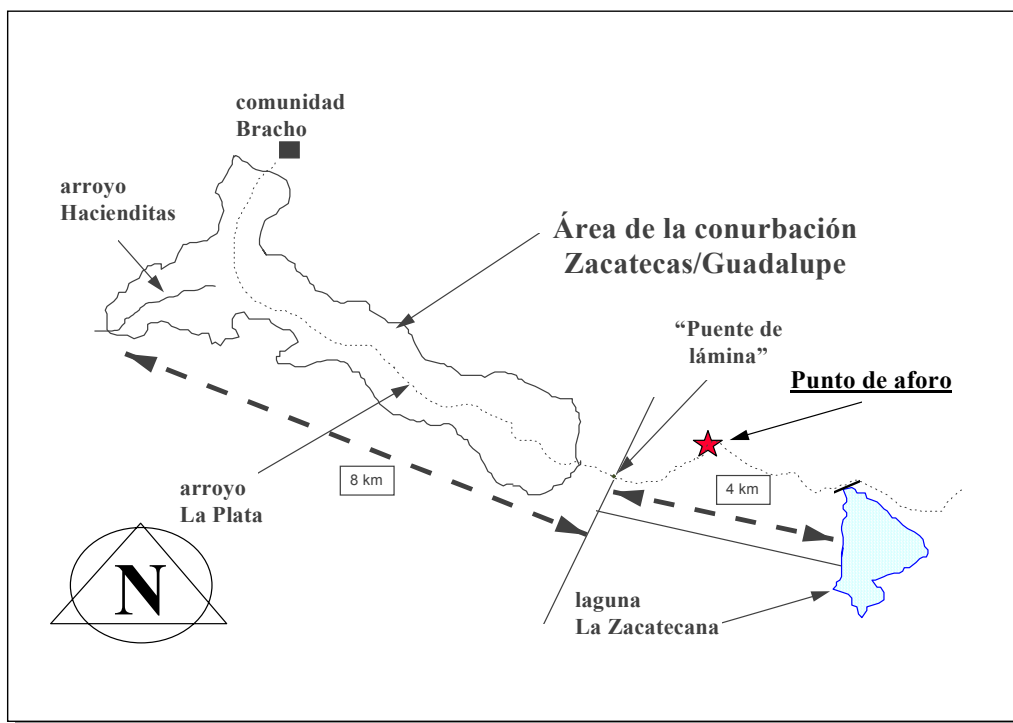 comunidad
Bracho
arroyo
Hacienditas
Área de la conurbación
Zacatecas/Guadalupe
“Puente de
lámina”
Punto de aforo
8 km
4 km
arroyo
La Plata
N
laguna
La Zacatecana